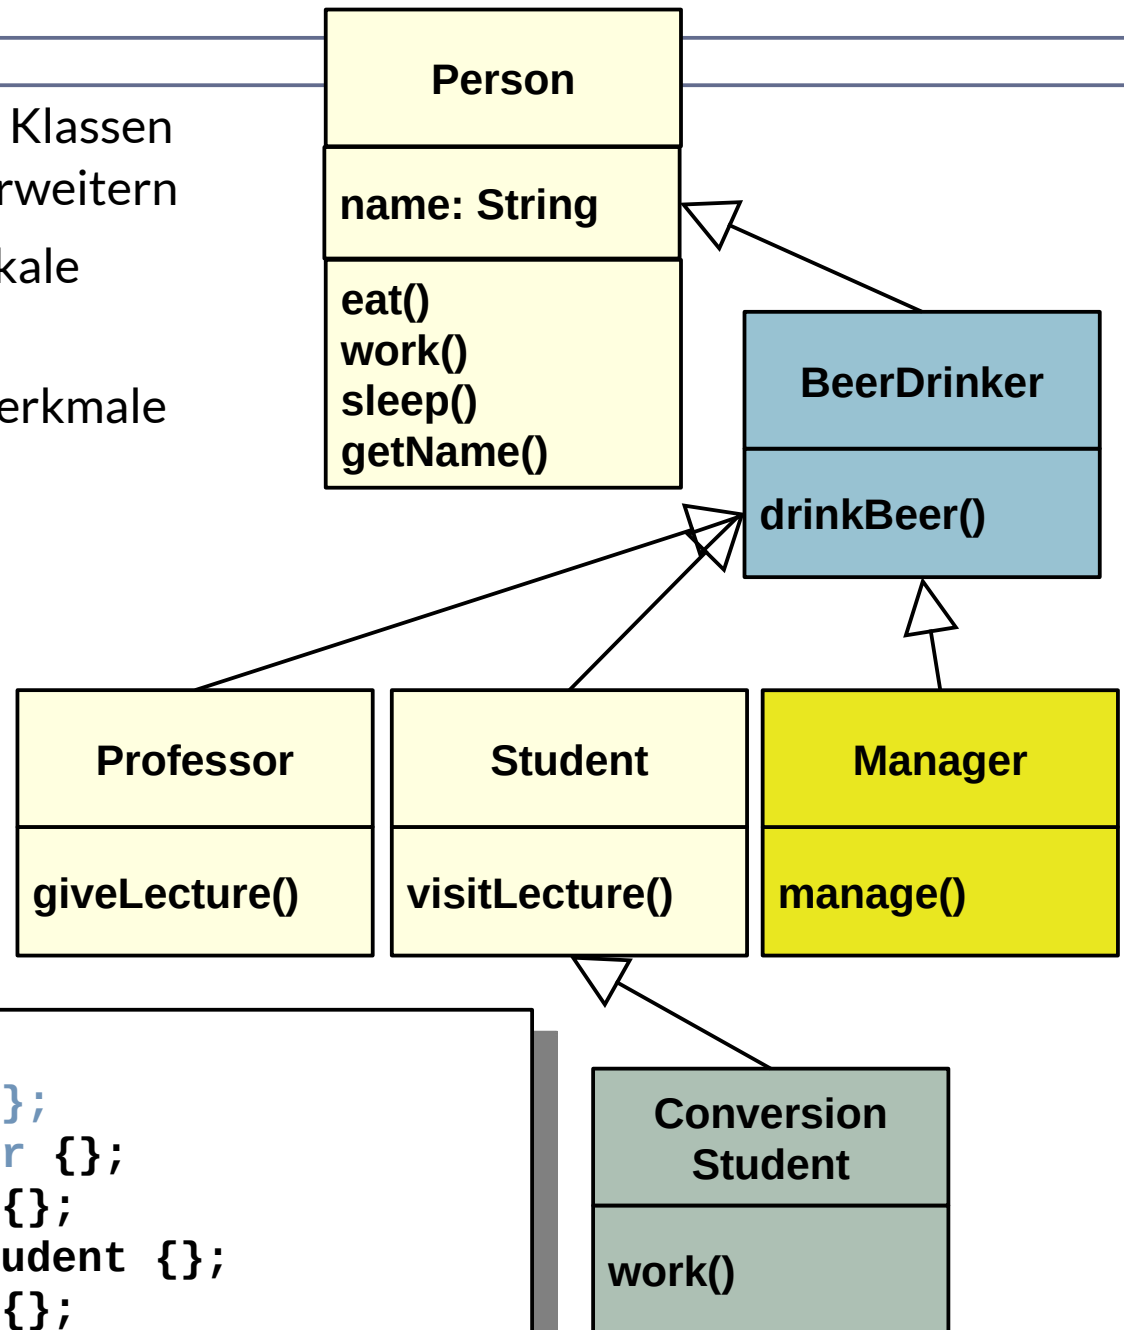 Klassen
rweitern
kale
erkmale
Person
name: String
eat()
work()
sleep()
getName()
BeerDrinker
drinkBeer()
Professor
giveLecture()
Student
visitLecture()
Manager
manage()
Conversion
Student
work()
};
r {};
{};
udent {};
{};